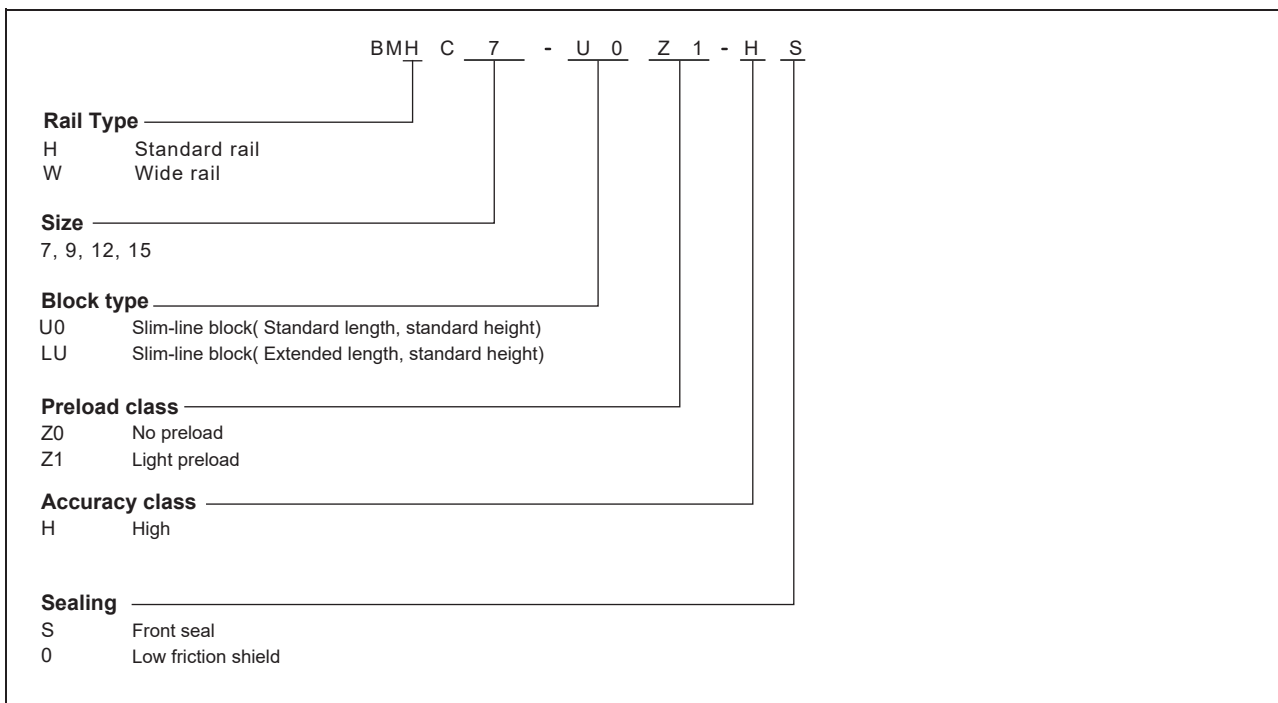 BMH C 7 - U 0 Z 1 - H S
Rail Type
H Standard rail
W Wide rail
Size
7, 9, 12, 15
Block type
U0 Slim-line block( Standard length, standard height)
LU Slim-line block( Extended length, standard height)
Preload class
Z0 No preload
Z1 Light preload
Accuracy class
H High
Sealing
S Front seal
0 Low friction shield